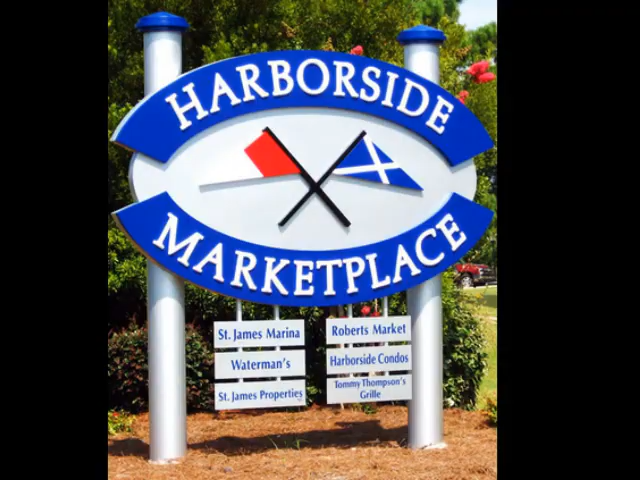 HARBORSIDE
MARKETPLACE
St. James Marina
Waterman's
St. James Properties
Roberts Market
Harborside Condos
Tommy Thompson's
Grille